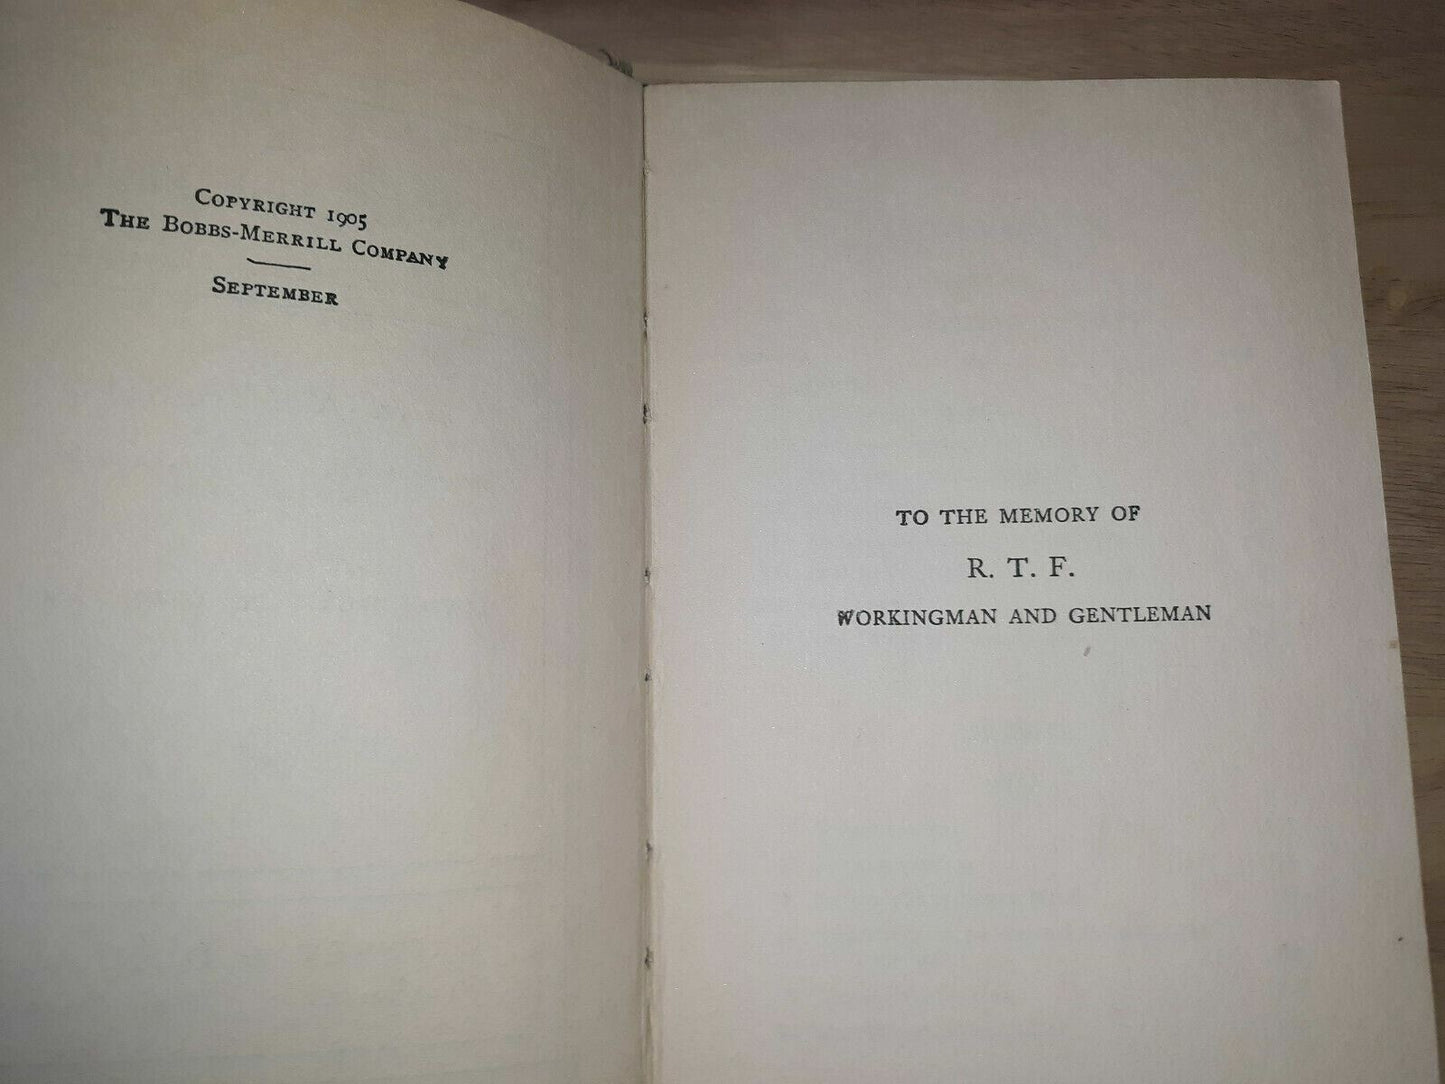 COPYRIGHT 1905
THE BOBBS-MERRILL COMPANY
SEPTEMBER
TO THE MEMORY OF
R. T. F.
WORKINGMAN AND GENTLEMAN